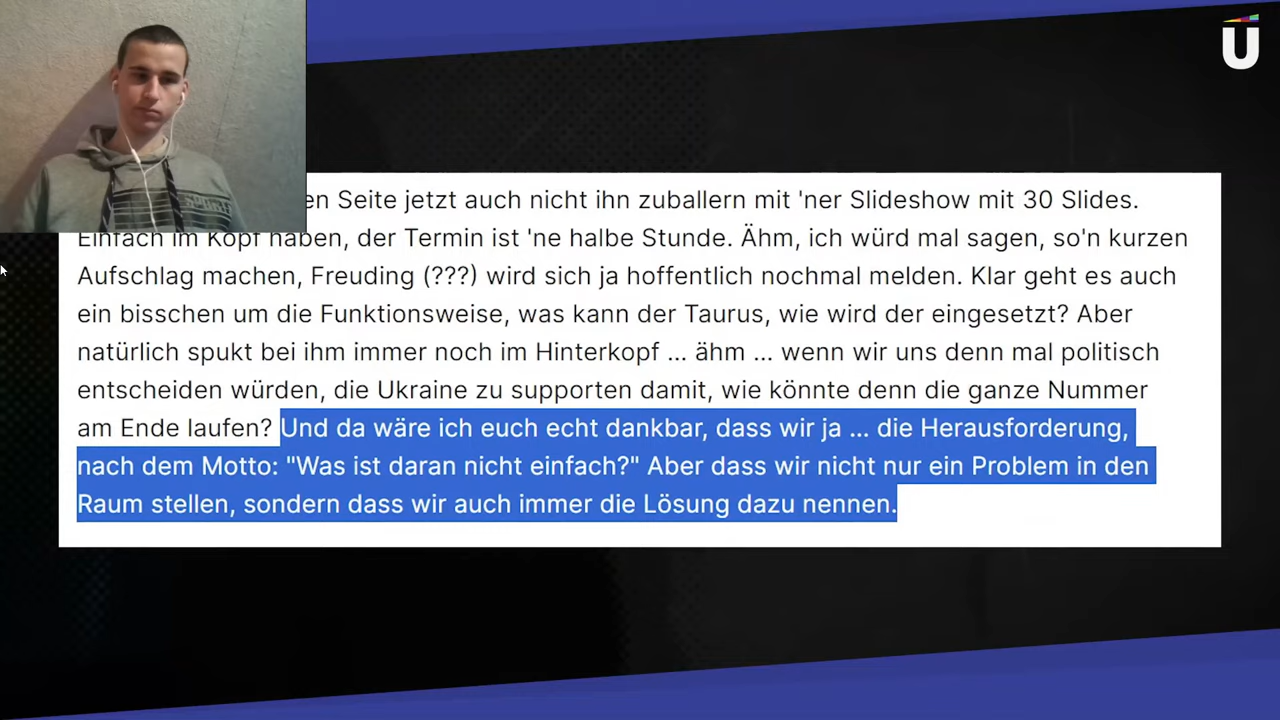 Ü
en Seite jetzt auch nicht ihn zuballern mit 'ner Slideshow mit 30 Slides.
Einfach im Kopf haben, der Termin ist 'ne halbe Stunde. Ähm, ich würd mal sagen, so'n kurzen
Aufschlag machen, Freuding (???) wird sich ja hoffentlich nochmal melden. Klar geht es auch
ein bisschen um die Funktionsweise, was kann der Taurus, wie wird der eingesetzt? Aber
natürlich spukt bei ihm immer noch im Hinterkopf ... ähm ... wenn wir uns denn mal politisch
entscheiden würden, die Ukraine zu supporten damit, wie könnte denn die ganze Nummer
am Ende laufen? Und da wäre ich euch echt dankbar, dass wir ja ... die Herausforderung,
nach dem Motto: "Was ist daran nicht einfach?" Aber dass wir nicht nur ein Problem in den
Raum stellen, sondern dass wir auch immer die Lösung dazu nennen.